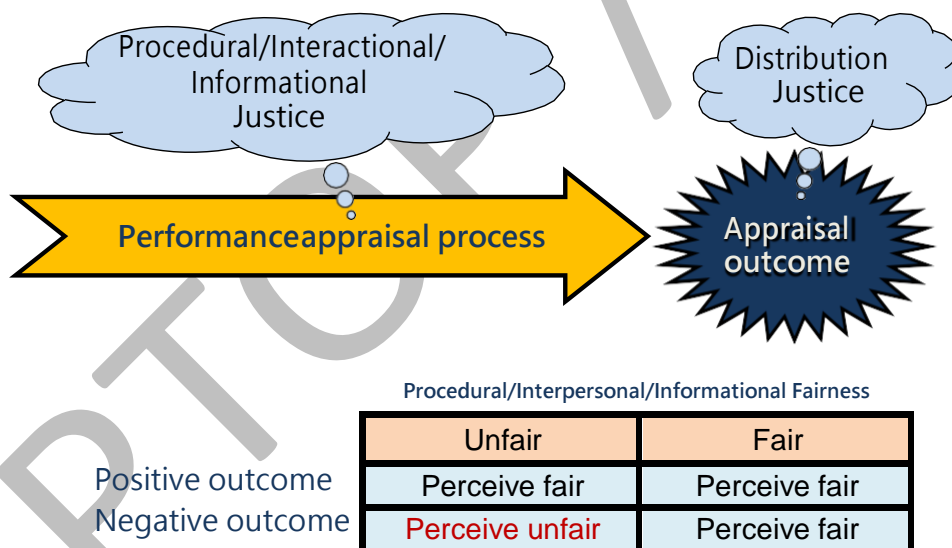 Procedural/Interactional/
Informational
Justice
Distribution
Justice
Performanceappraisal process
Appraisal
outcome
Procedural/Interpersonal/Informational Fairness
Unfair Fair
Positive outcome Perceive fair Perceive fair
Negative outcome Perceive unfair Perceive fair